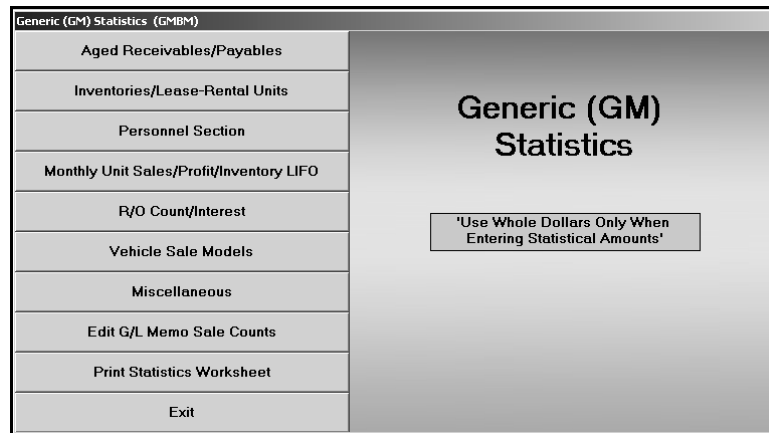 Generic (GM) Statistics (GMBM)
Aged Receivables/Payables
Inventories/Lease-Rental Units
Personnel Section
Monthly Unit Sales/Profit/Inventory LIFO
R/O Count/Interest
Vehicle Sale Models
Miscellaneous
Edit G/L Memo Sale Counts
Print Statistics Worksheet
Exit
Generic (GM)
Statistics
'Use Whole Dollars Only When
Entering Statistical Amounts'